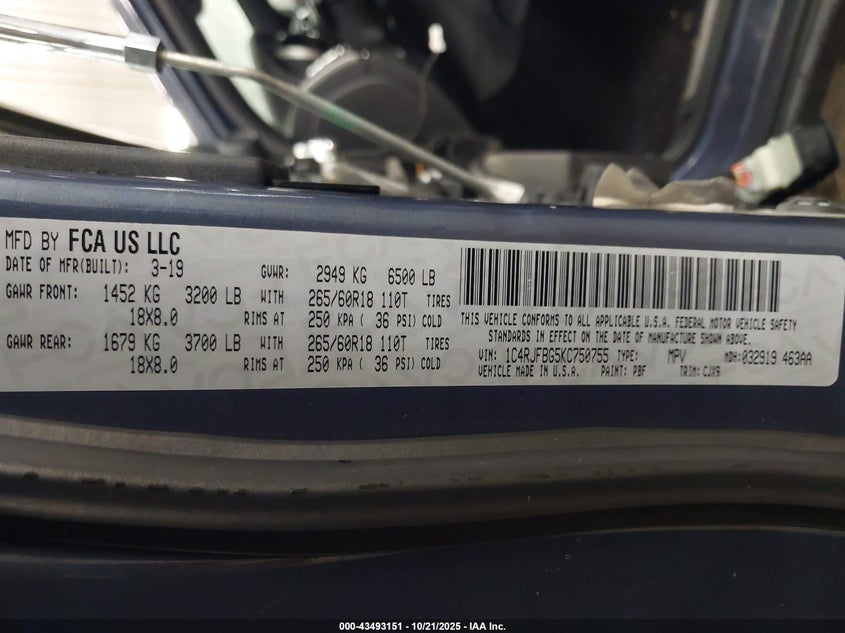 MFD BY FCA US LLC
DATE OF MFR(BUILT): 3-19 GVWR: 2949 KG 6500 LB
GAWR FRONT: 1452 KG 3200 LB WITH 265/60R18 110T TIRES
18X8.0 RIMS AT 250 KPA ( 36 PSI) COLD
GAWR REAR: 1679 KG 3700 LB WITH 265/60R18 110T TIRES
18X8.0 RIMS AT 250 KPA ( 36 PSI) COLD
THIS VEHICLE CONFORMS TO ALL APPLICABLE U.S.A. FEDERAL MOTOR VEHICLE SAFETY
STANDARDS IN EFFECT ON THE DATE OF MANUFACTURE SHOWN ABOVE.
VIN: 1C4RJFBG5KC750755 TYPE: MPV MDH:032919 463AA
VEHICLE MADE IN U.S.A. PAINT: PBF TRIM: CJX9
000-43493151 - 10/21/2025 - IAA Inc.